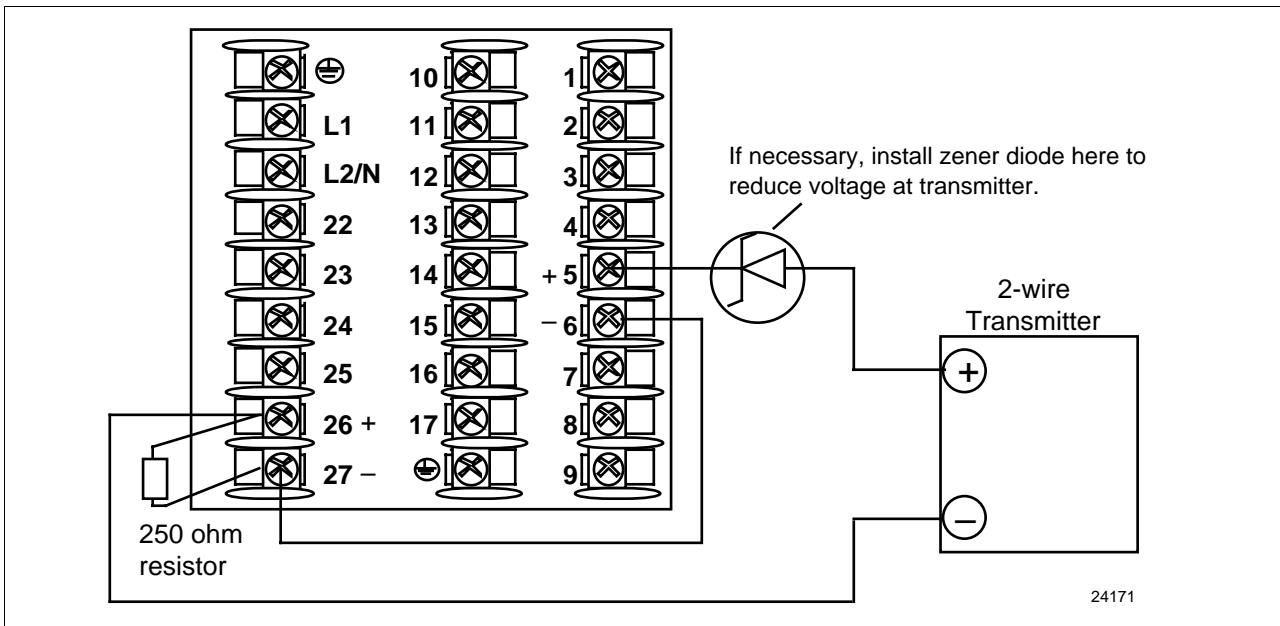 10 1
L1 11 2
L2/N 12 3
22 13 4
23 14 + 5
24 15 – 6
25 16 7
26 + 17 8
27 – 9
If necessary, install zener diode here to
reduce voltage at transmitter.
2-wire
Transmitter
+
–
250 ohm
resistor
24171